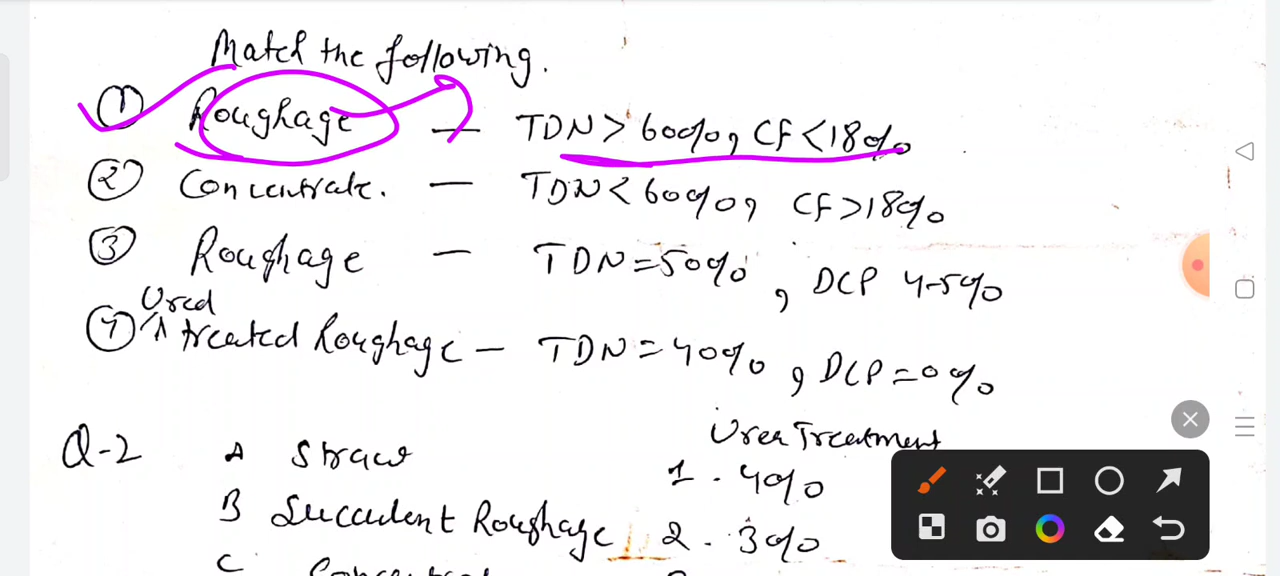 Match the following.
① Roughage — TDN > 60%, CF < 18%
② Concentrate. — TDN < 60%, CF > 18%
③ Roughage — TDN = 50%, DCP 4-5%
Urea
④ ^ treated Roughage — TDN = 40%, DCP = 0%
Urea Treatment
Q-2 A Straw 1. 4%
B Succulent Roughage 2. 3%
C